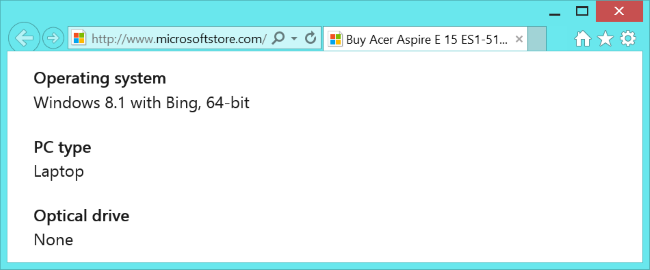 http://www.microsoftstore.com/
Buy Acer Aspire E 15 ES1-51...
Operating system
Windows 8.1 with Bing, 64-bit
PC type
Laptop
Optical drive
None